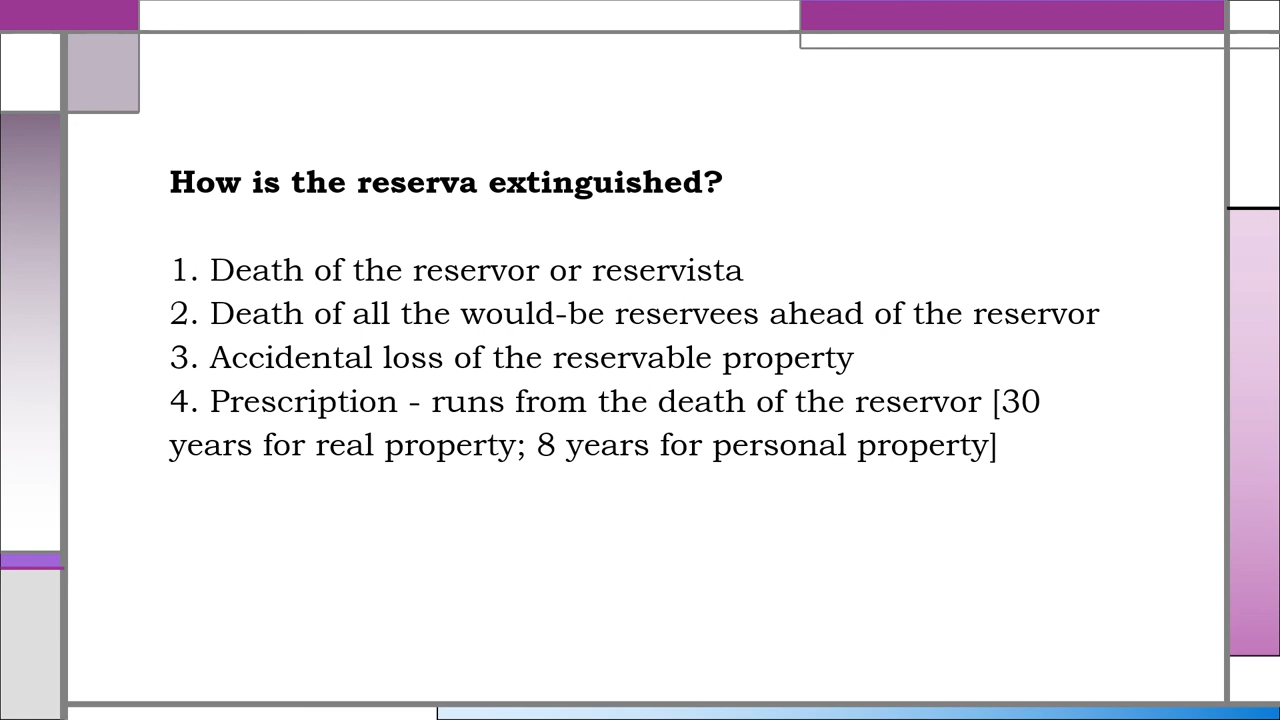 How is the reserva extinguished?
1. Death of the reservor or reservista
2. Death of all the would-be reservees ahead of the reservor
3. Accidental loss of the reservable property
4. Prescription - runs from the death of the reservor [30
years for real property; 8 years for personal property]